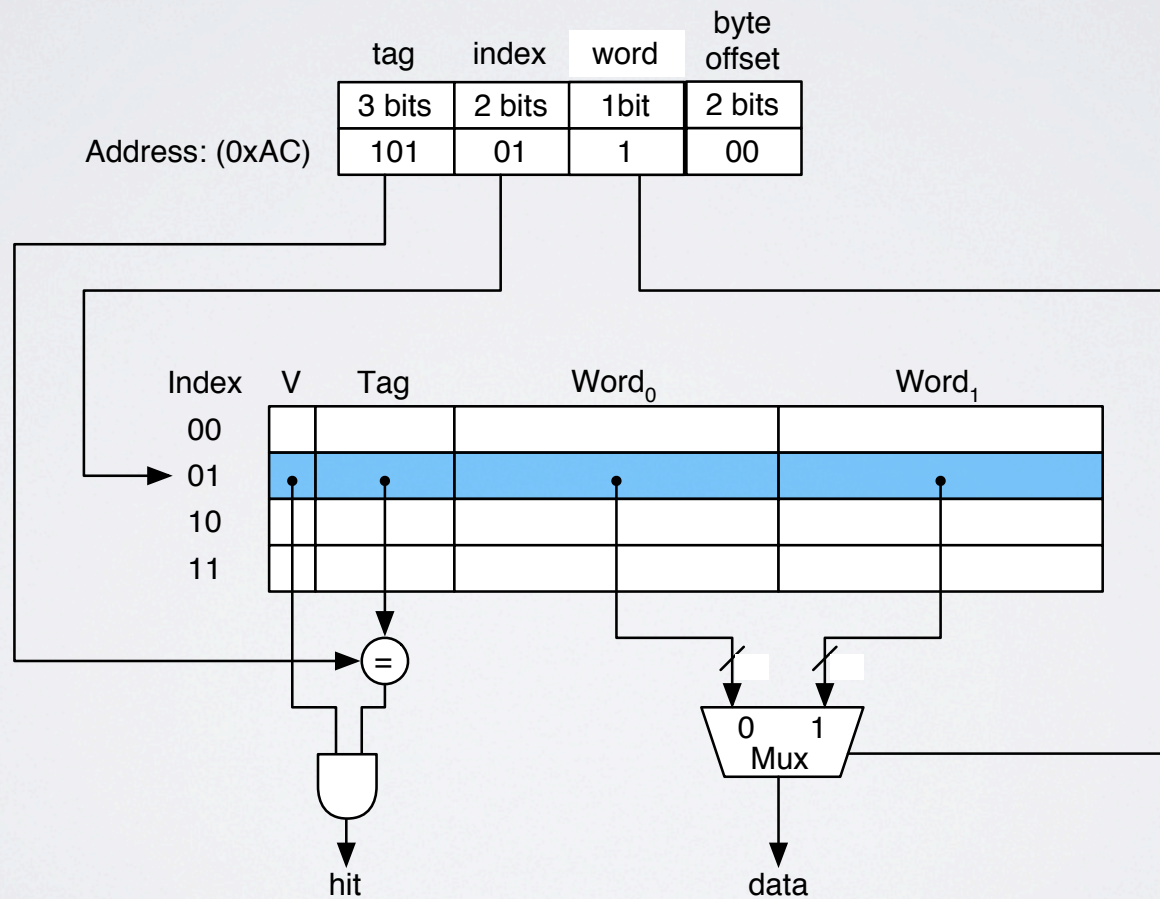 tag index word byte offset
3 bits 2 bits 1bit 2 bits
Address: (0xAC) 101 01 1 00
Index V Tag Word₀ Word₁
00
01
10
11
=
0 1
Mux
hit data